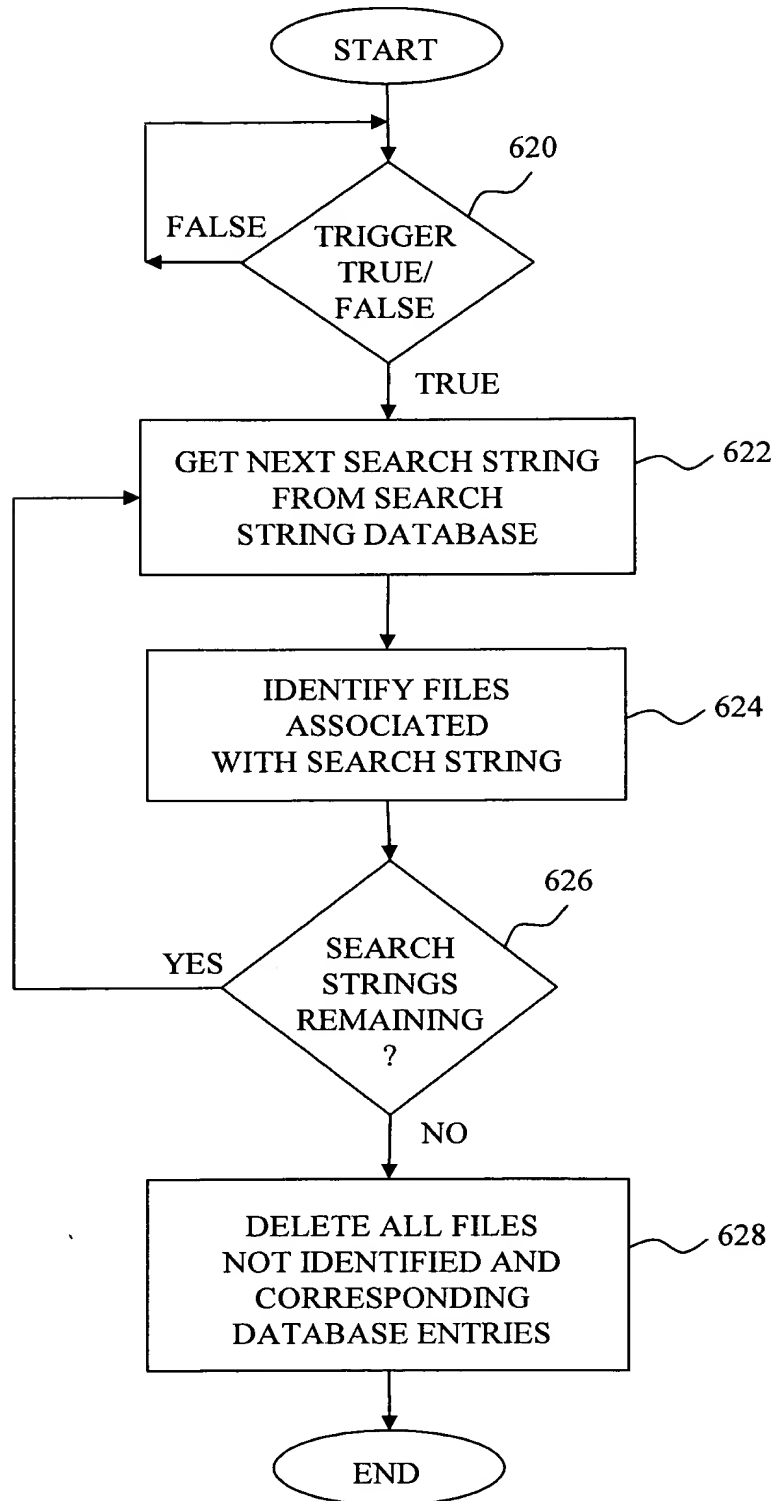 START
620
FALSE
TRIGGER
TRUE/
FALSE
TRUE
GET NEXT SEARCH STRING
FROM SEARCH
STRING DATABASE
622
IDENTIFY FILES
ASSOCIATED
WITH SEARCH STRING
624
626
YES
SEARCH
STRINGS
REMAINING
?
NO
DELETE ALL FILES
NOT IDENTIFIED AND
CORRESPONDING
DATABASE ENTRIES
628
END